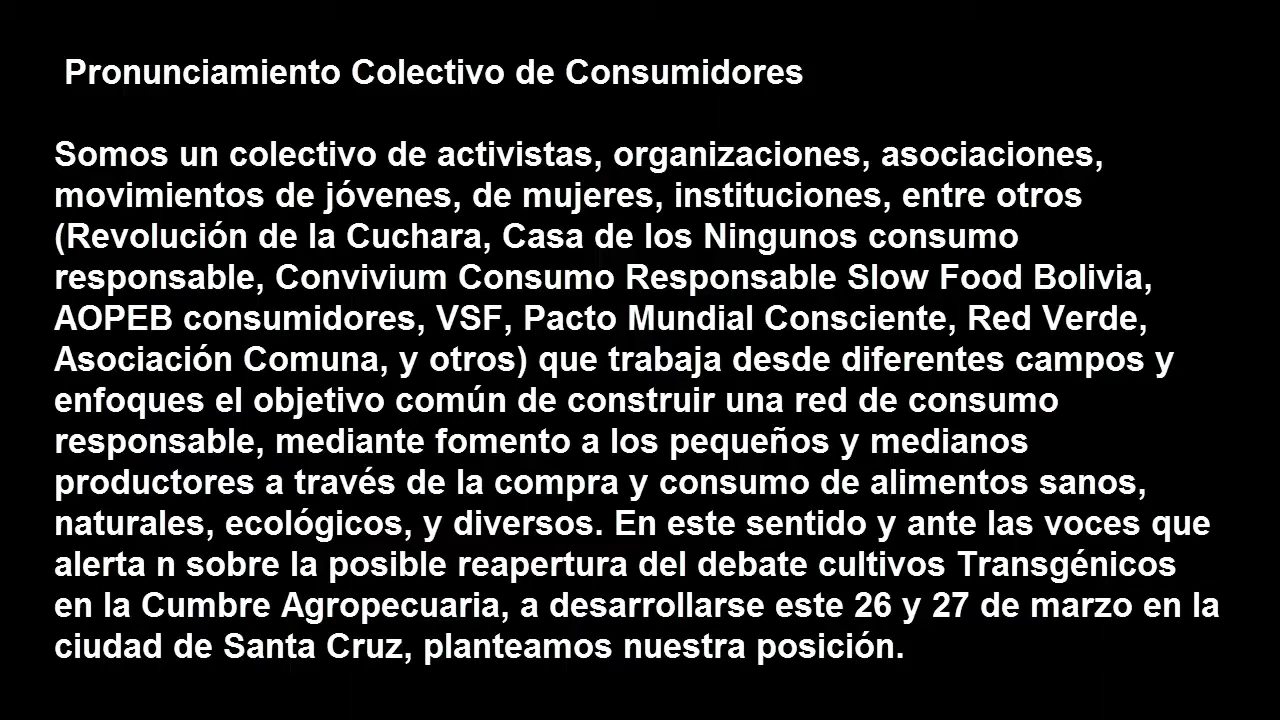 Pronunciamiento Colectivo de Consumidores
Somos un colectivo de activistas, organizaciones, asociaciones,
movimientos de jóvenes, de mujeres, instituciones, entre otros
(Revolución de la Cuchara, Casa de los Ningunos consumo
responsable, Convivium Consumo Responsable Slow Food Bolivia,
AOPEB consumidores, VSF, Pacto Mundial Consciente, Red Verde,
Asociación Comuna, y otros) que trabaja desde diferentes campos y
enfoques el objetivo común de construir una red de consumo
responsable, mediante fomento a los pequeños y medianos
productores a través de la compra y consumo de alimentos sanos,
naturales, ecológicos, y diversos. En este sentido y ante las voces que
alerta n sobre la posible reapertura del debate cultivos Transgénicos
en la Cumbre Agropecuaria, a desarrollarse este 26 y 27 de marzo en la
ciudad de Santa Cruz, planteamos nuestra posición.